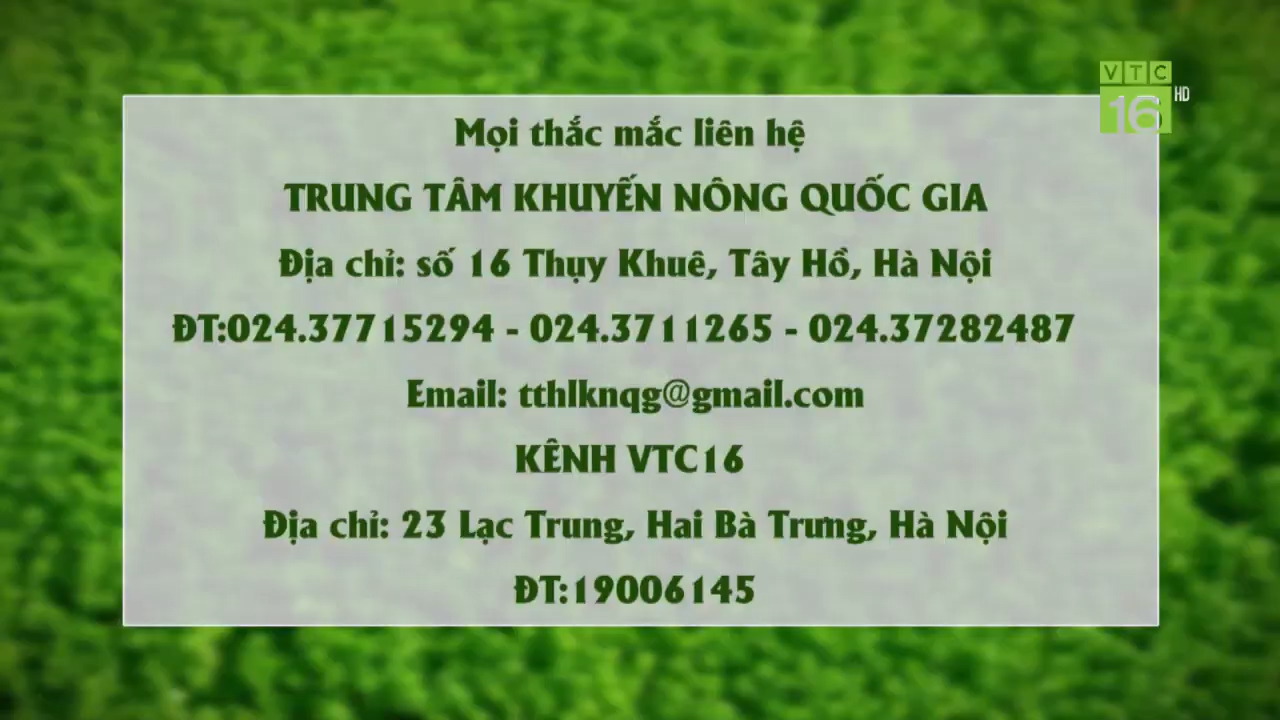 VTC
16 HD
Mọi thắc mắc liên hệ
TRUNG TÂM KHUYẾN NÔNG QUỐC GIA
Địa chỉ: số 16 Thụy Khuê, Tây Hồ, Hà Nội
ĐT:024.37715294 - 024.3711265 - 024.37282487
Email: tthlknqg@gmail.com
KÊNH VTC16
Địa chỉ: 23 Lạc Trung, Hai Bà Trưng, Hà Nội
ĐT:19006145